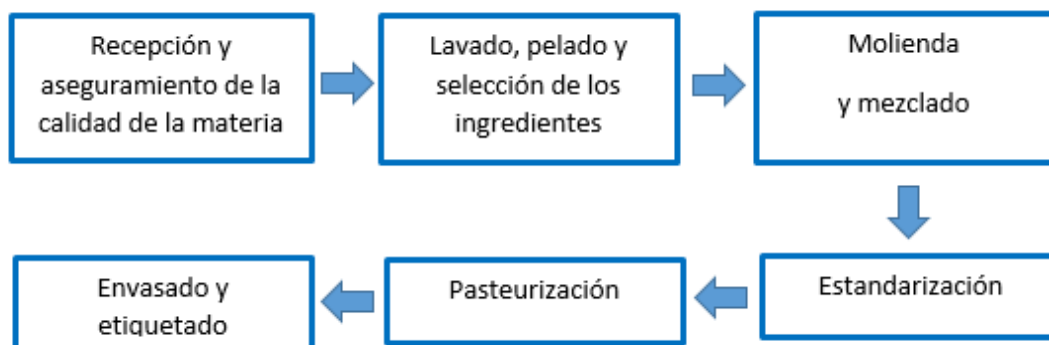 Recepción y
aseguramiento de la
calidad de la materia
Lavado, pelado y
selección de los
ingredientes
Molienda
y mezclado
Estandarización
Pasteurización
Envasado y
etiquetado